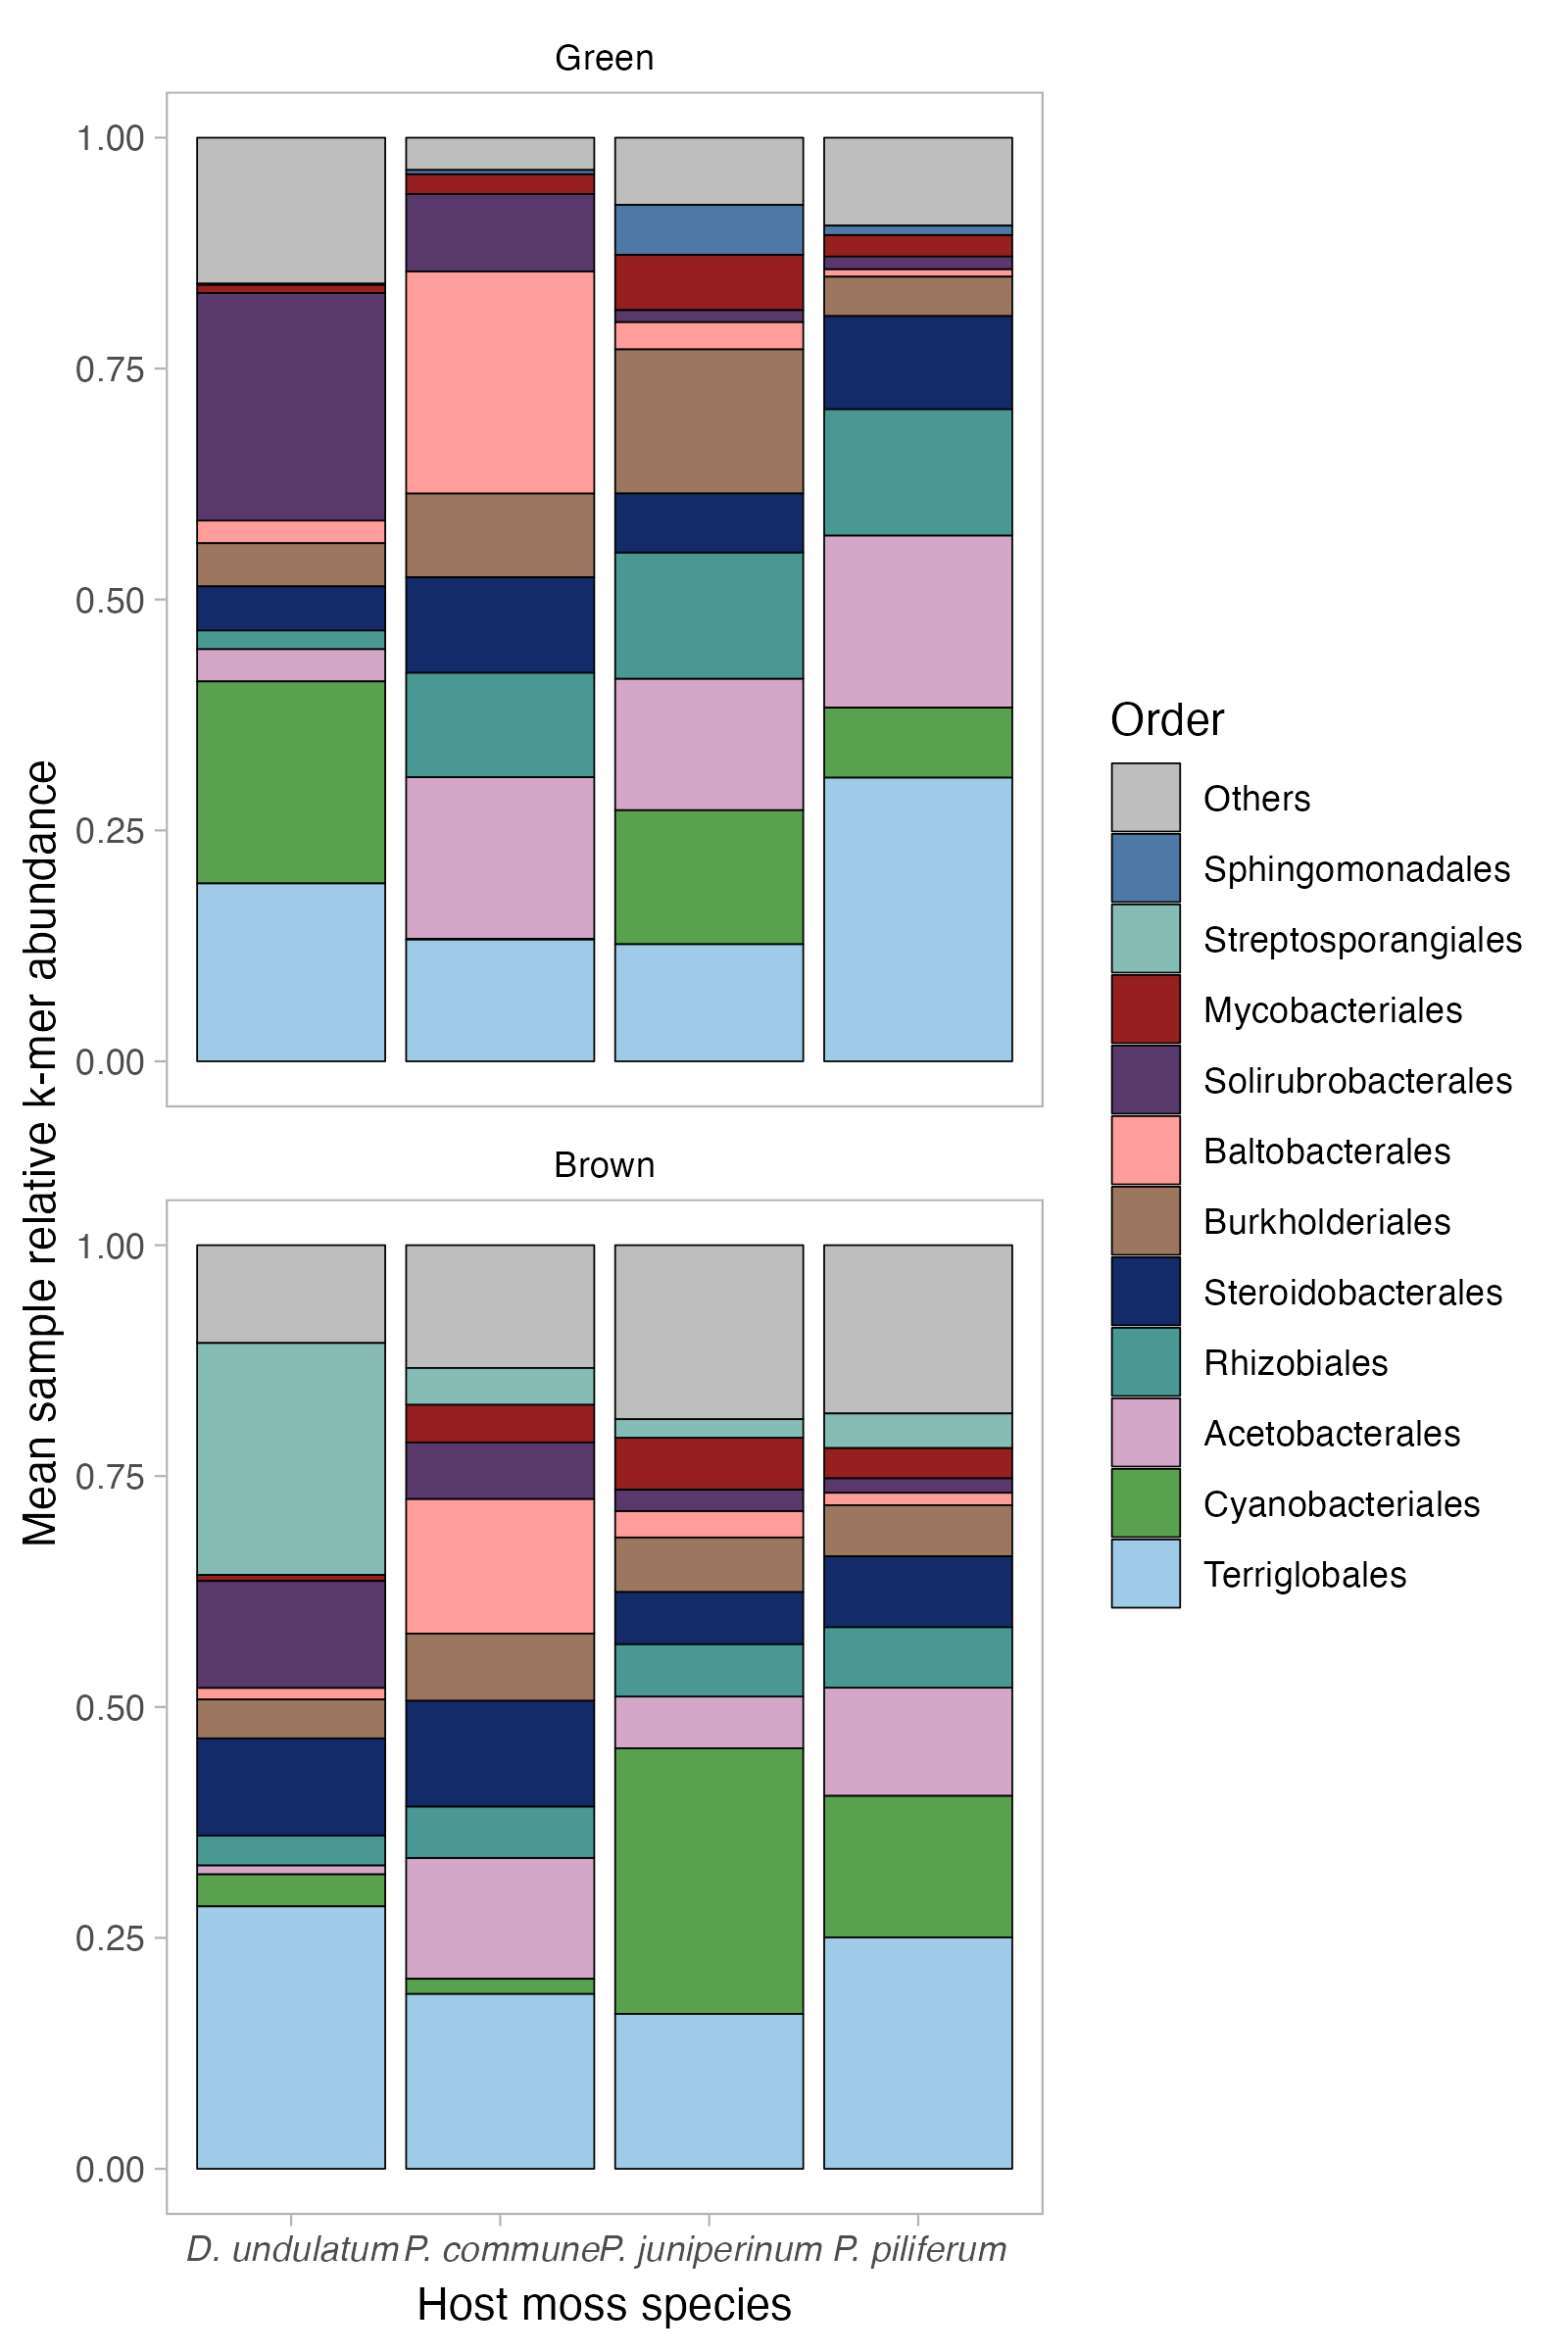 Green
1.00
0.75
0.50
0.25
0.00
Brown
1.00
0.75
0.50
0.25
0.00
Mean sample relative k-mer abundance
D. undulatum P. commune P. juniperinum P. piliferum
Host moss species
Order
Others
Sphingomonadales
Streptosporangiales
Mycobacteriales
Solirubrobacterales
Baltobacterales
Burkholderiales
Steroidobacterales
Rhizobiales
Acetobacterales
Cyanobacteriales
Terriglobales